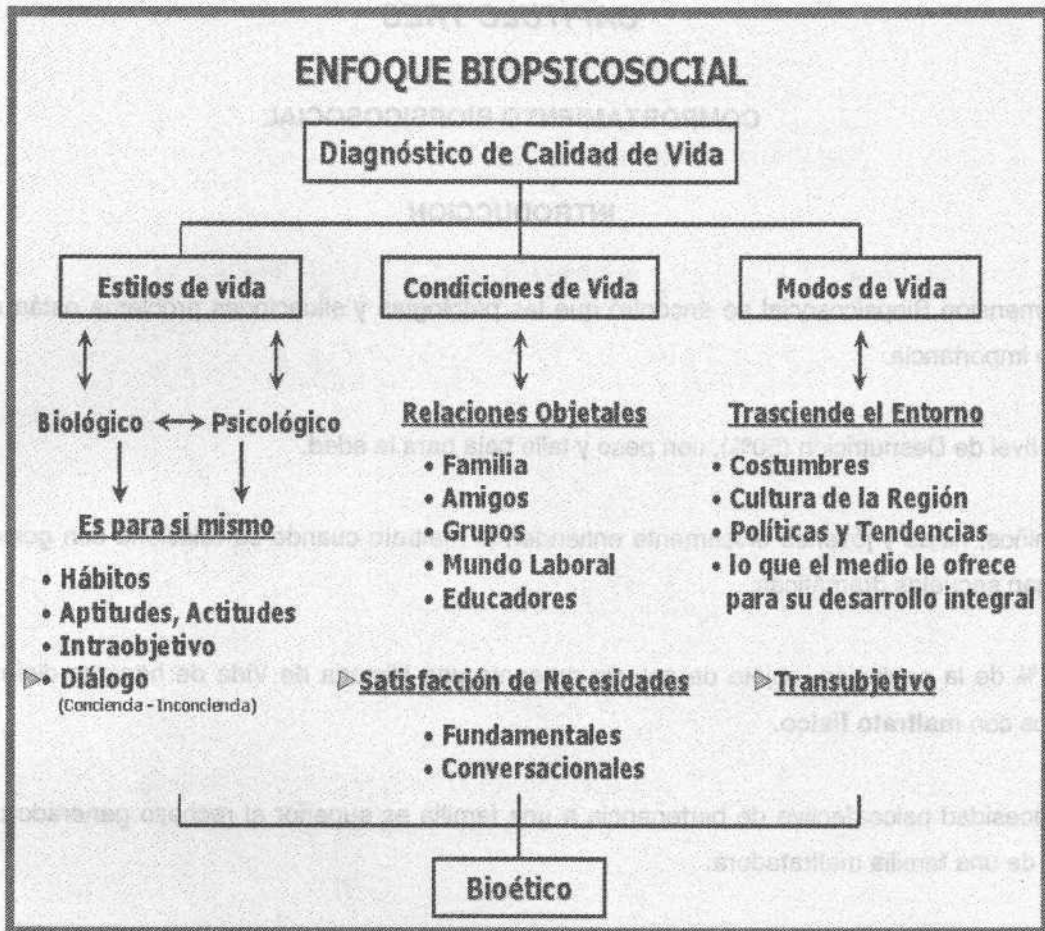 ENFOQUE BIOPSICOSOCIAL
Diagnóstico de Calidad de Vida
Estilos de vida
Condiciones de Vida
Modos de Vida
Biológico ↔ Psicológico
Es para si mismo
• Hábitos
• Aptitudes, Actitudes
• Intraobjetivo
• Diálogo
(Conciencia - Inconciencia)
Relaciones Objetales
• Familia
• Amigos
• Grupos
• Mundo Laboral
• Educadores
Satisfacción de Necesidades
• Fundamentales
• Conversacionales
Trasciende el Entorno
• Costumbres
• Cultura de la Región
• Políticas y Tendencias
• lo que el medio le ofrece
para su desarrollo integral
Transubjetivo
Bioético